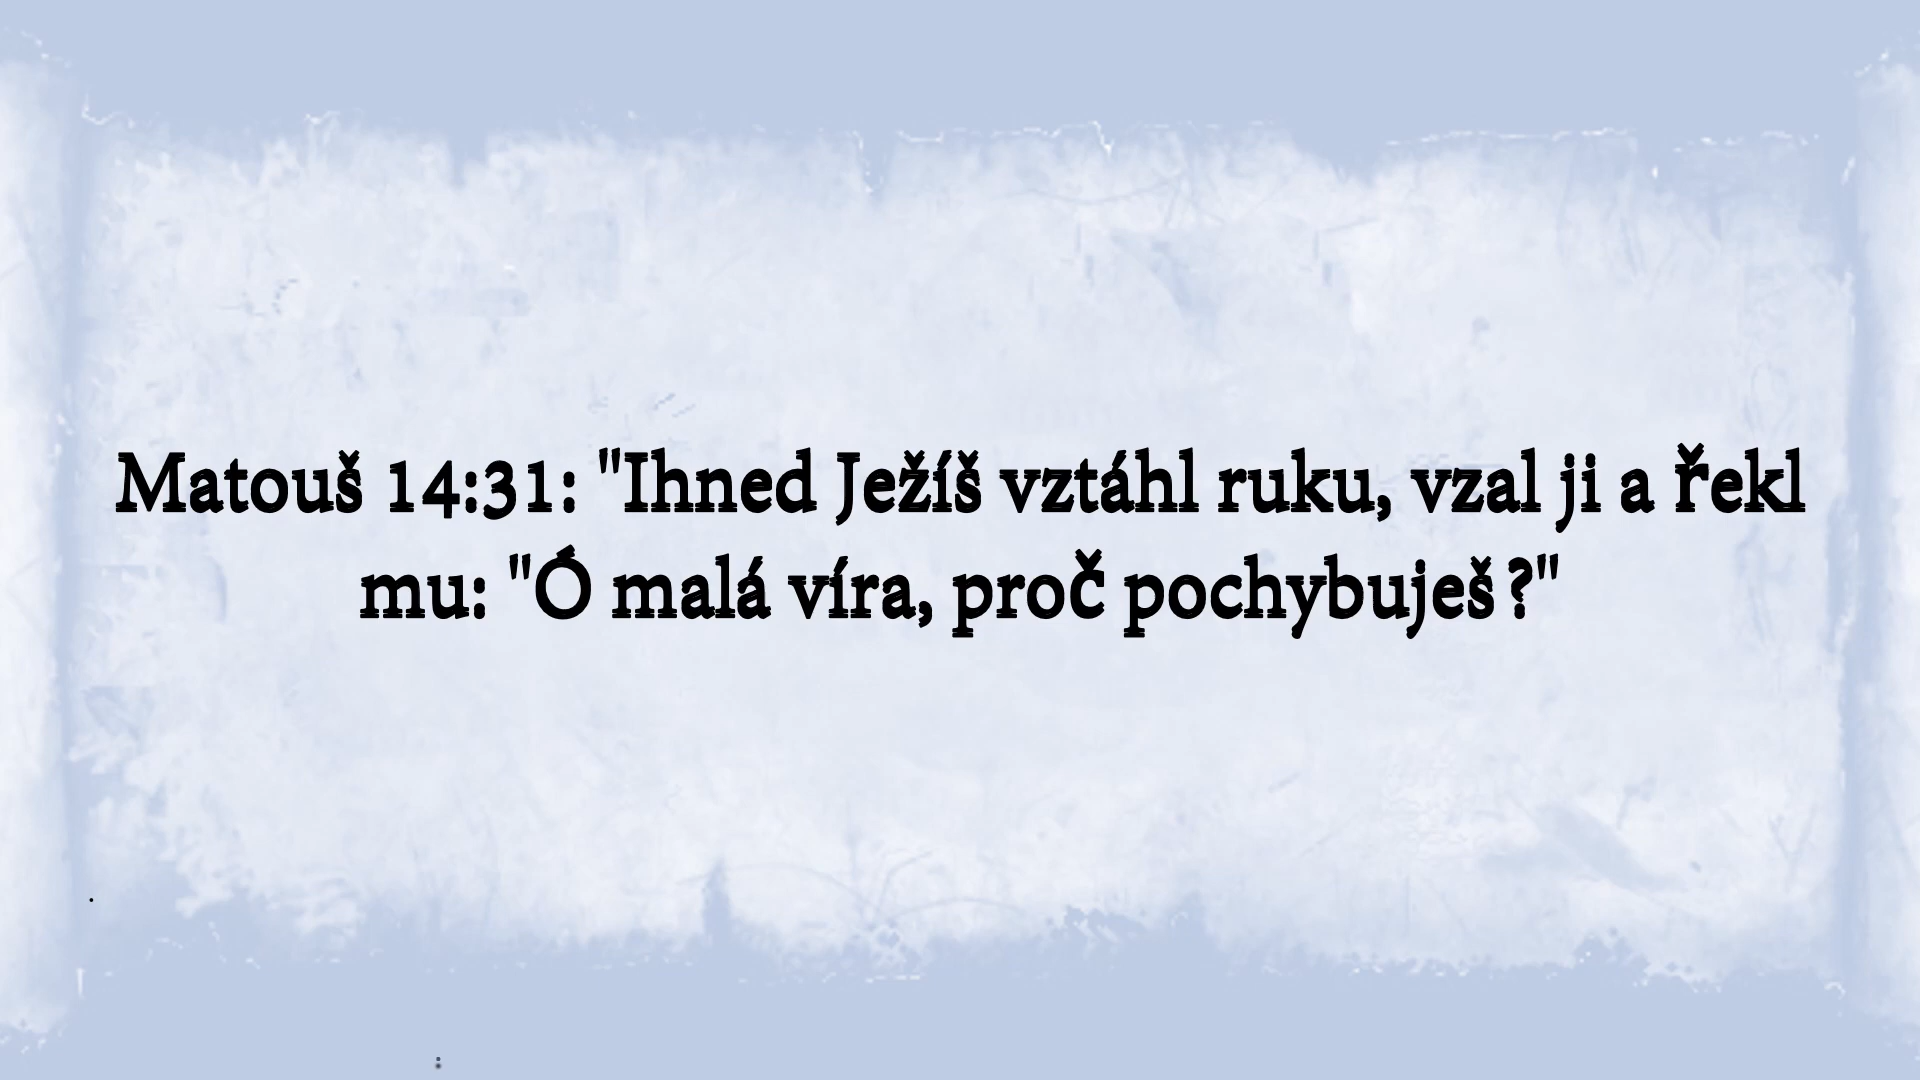 Matouš 14:31: "Ihned Ježíš vztáhl ruku, vzal ji a řekl
mu: "Ó malá víra, proč pochybuješ?"